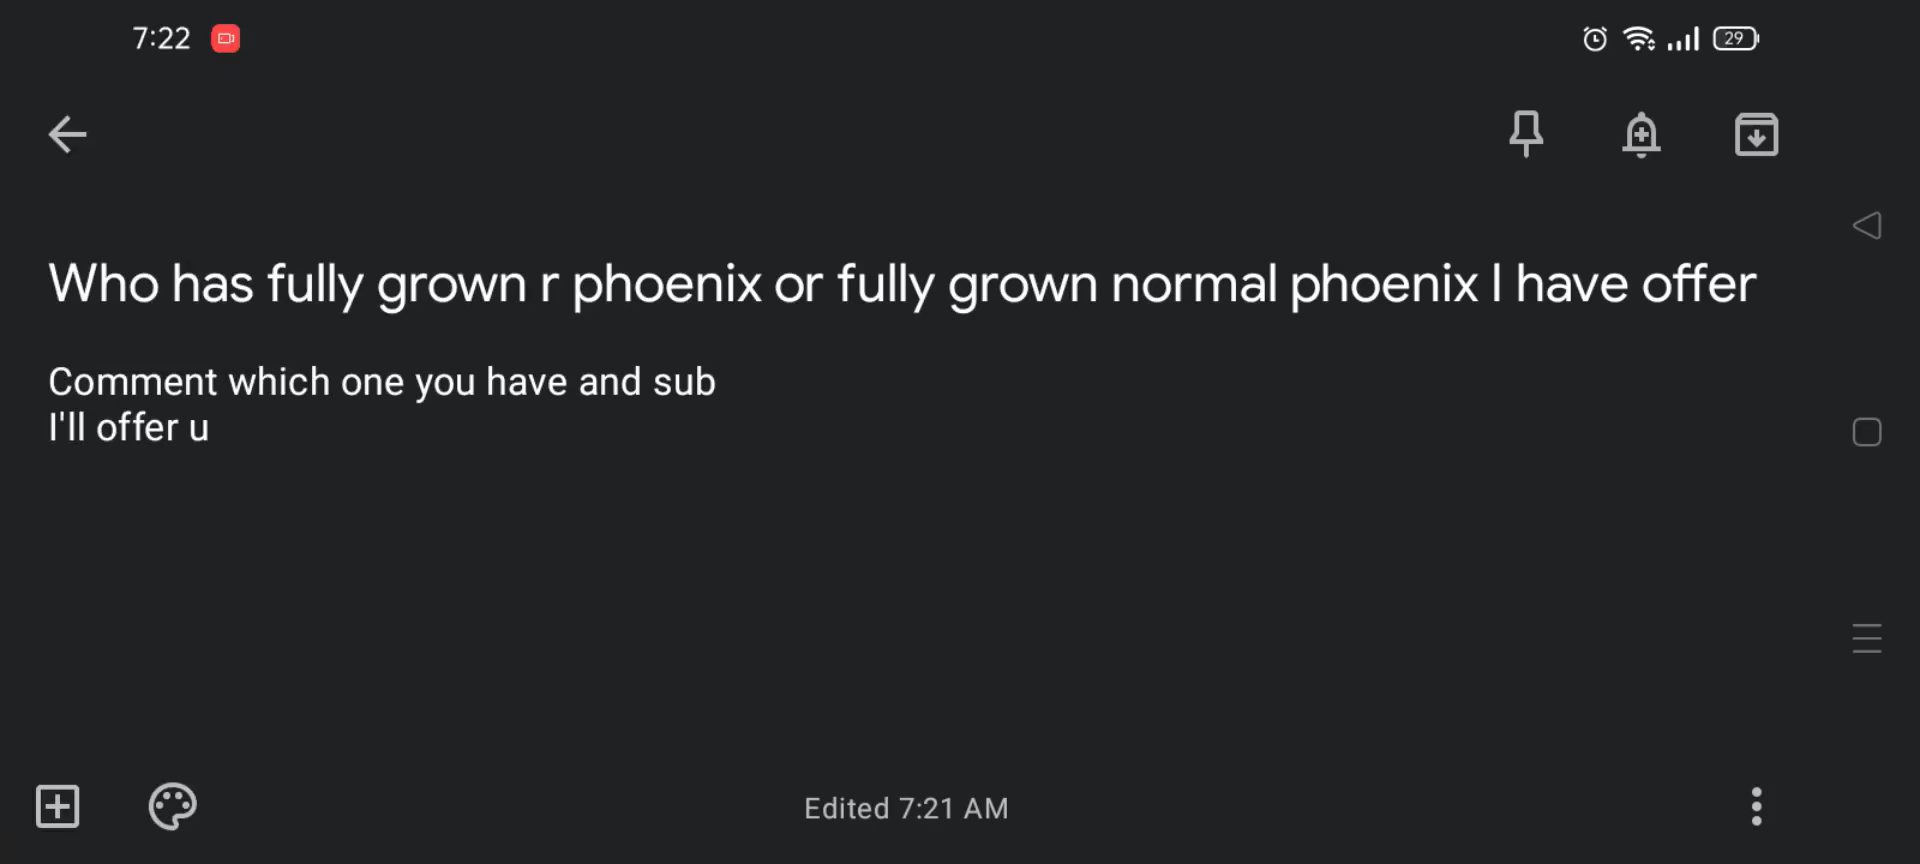 7:22
29
Who has fully grown r phoenix or fully grown normal phoenix I have offer
Comment which one you have and sub
I'll offer u
Edited 7:21 AM